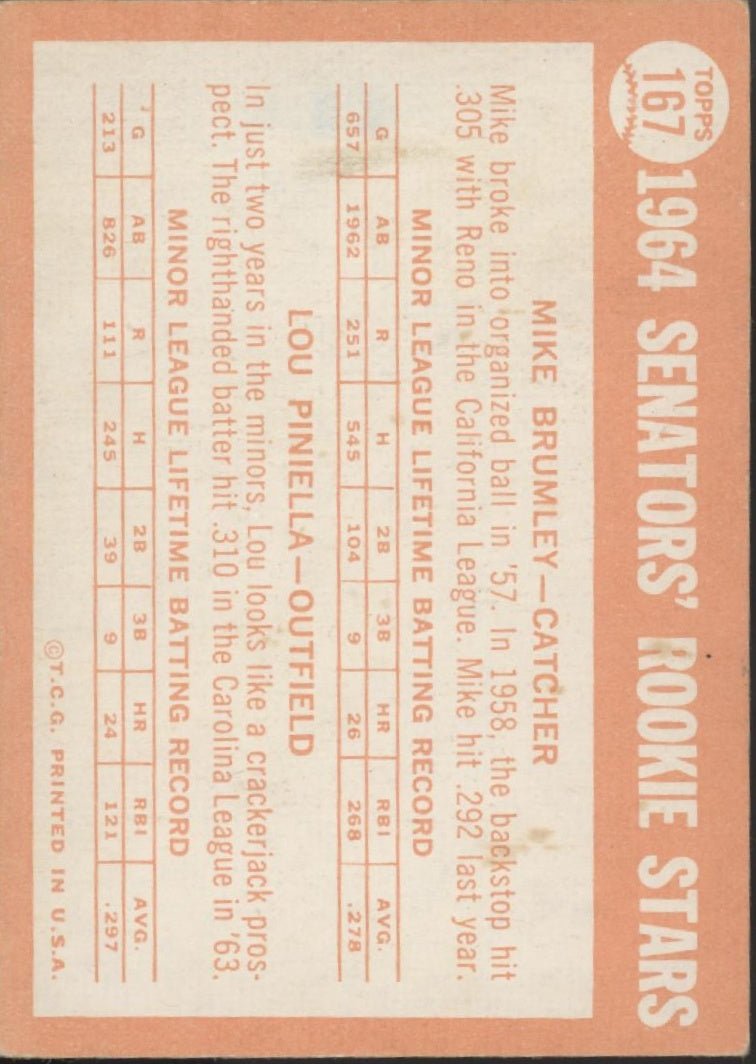 TOPPS
167
1964 SENATORS' ROOKIE STARS
MIKE BRUMLEY—CATCHER
Mike broke into organized ball in '57. In 1958, the backstop hit
.305 with Reno in the California League. Mike hit .292 last year.
MINOR LEAGUE LIFETIME BATTING RECORD
G AB R H 2B 3B HR RBI AVG.
657 1962 251 545 104 9 26 268 .278
LOU PINIELLA—OUTFIELD
In just two years in the minors, Lou looks like a crackerjack pros-
pect. The righthanded batter hit .310 in the Carolina League in '63.
MINOR LEAGUE LIFETIME BATTING RECORD
G AB R H 2B 3B HR RBI AVG.
213 826 111 245 39 9 24 121 .297
©T.C.G. PRINTED IN U.S.A.